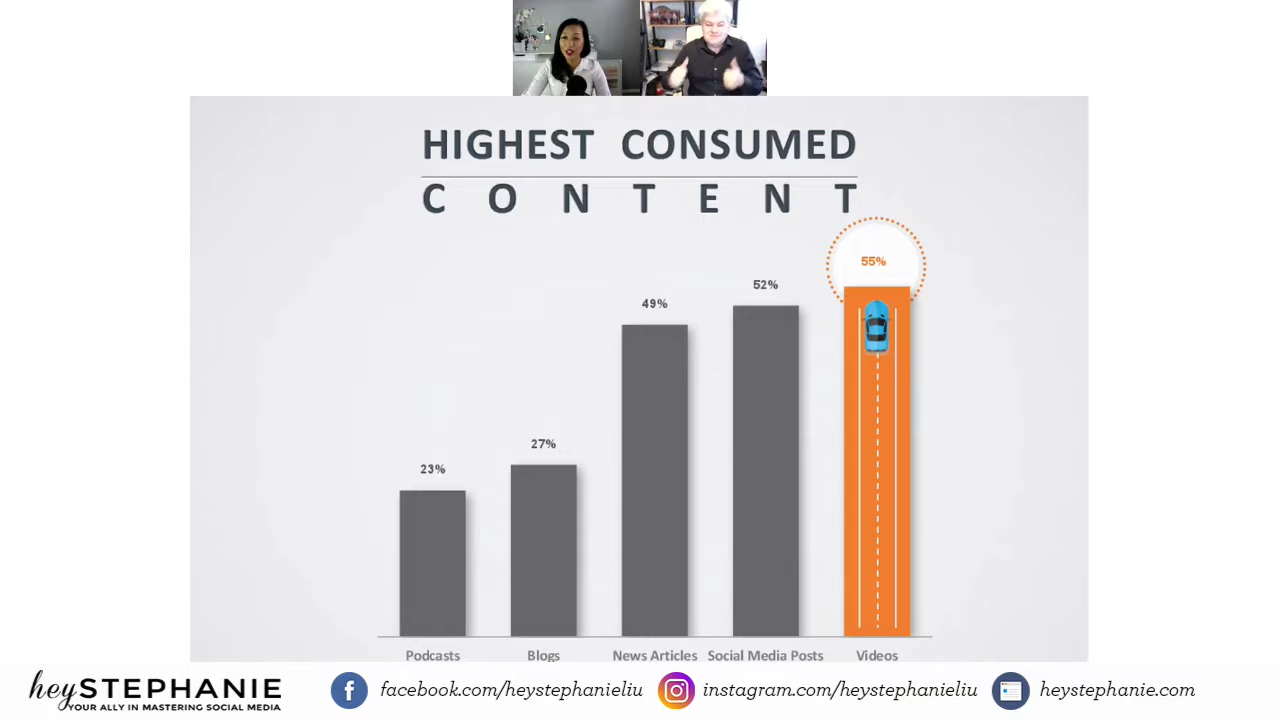 HIGHEST CONSUMED
CONTENT
55%
52%
49%
27%
23%
Podcasts Blogs News Articles Social Media Posts Videos
heySTEPHANIE
YOUR ALLY IN MASTERING SOCIAL MEDIA
facebook.com/heystephanieliu
instagram.com/heystephanieliu
heystephanie.com